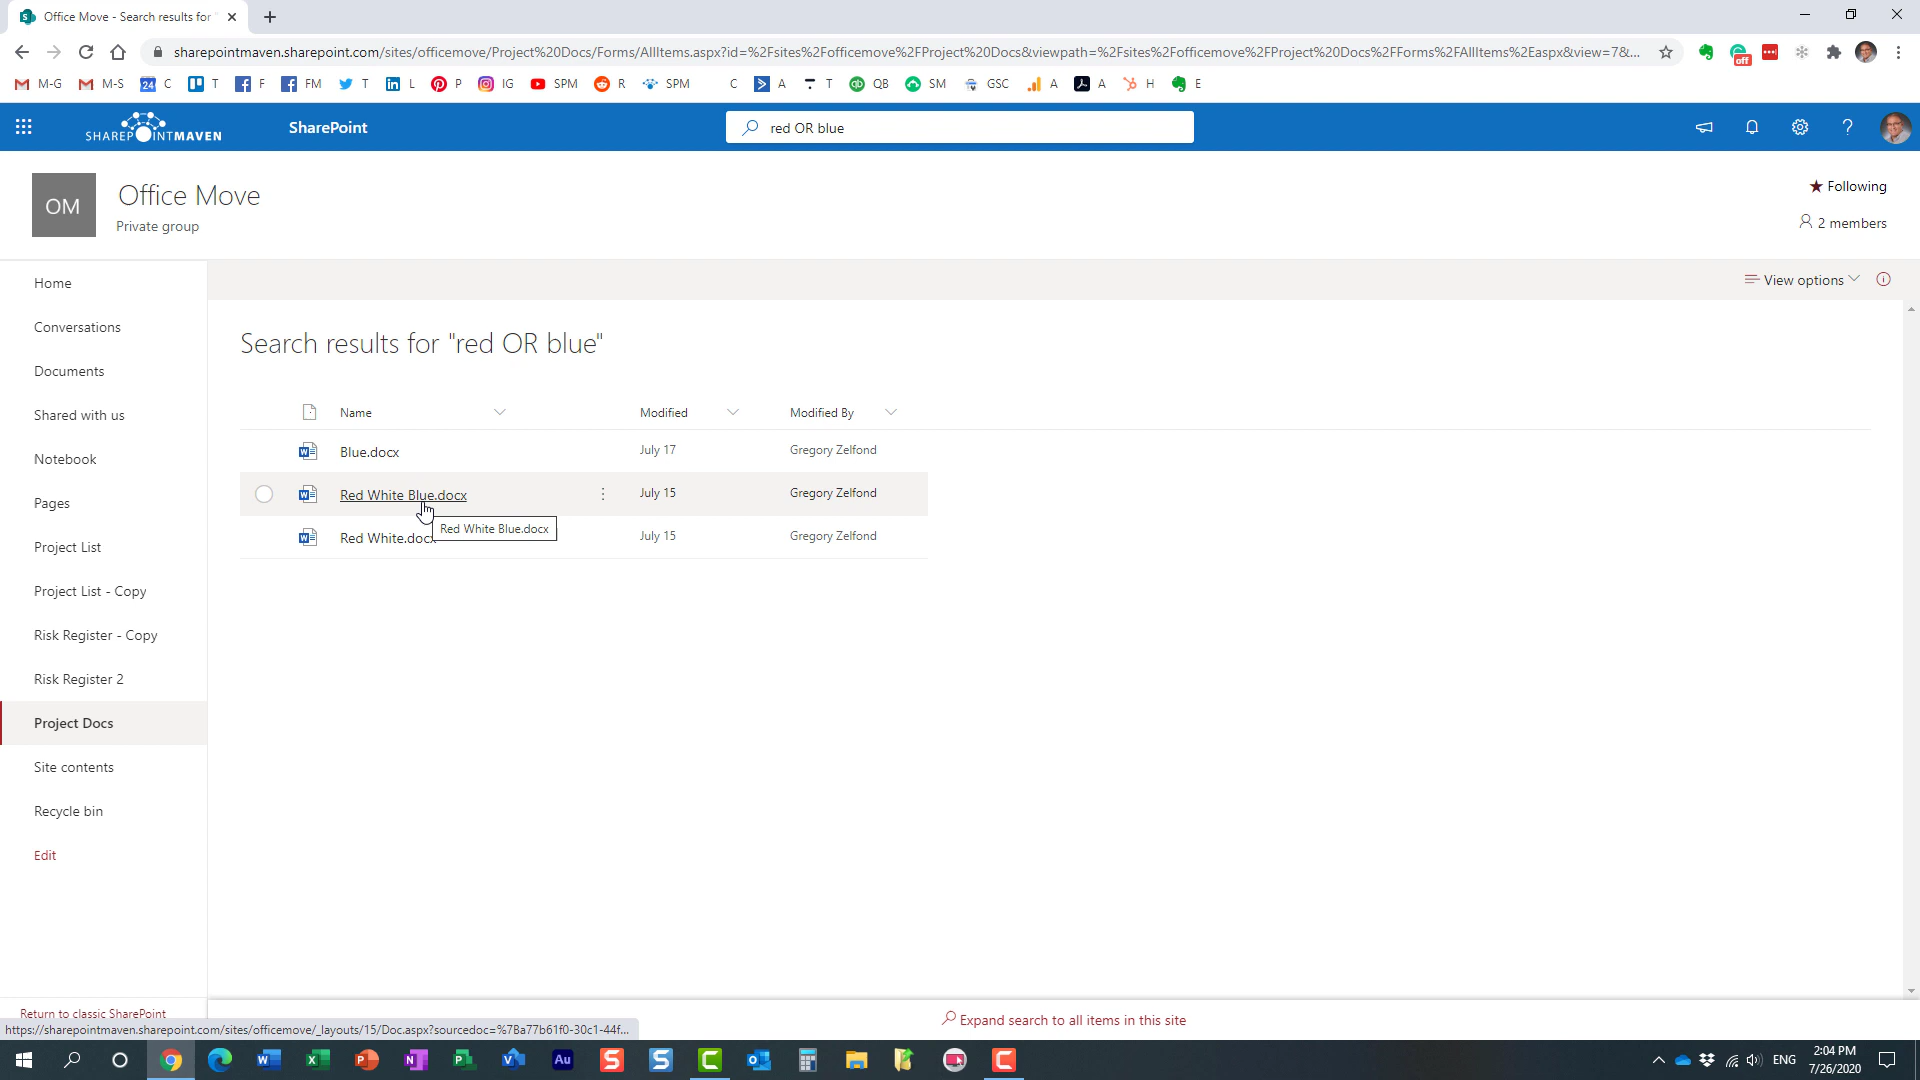 Office Move - Search results for "
sharepointmaven.sharepoint.com/sites/officemove/Project%20Docs/Forms/AllItems.aspx?id=%2Fsites%2Fofficemove%2FProject%20Docs&viewpath=%2Fsites%2Fofficemove%2FProject%20Docs%2FForms%2FAllItems%2Easpx&view=7&...
off
M-G M-S 24 C T F FM T L P IG SPM R SPM C A T QB SM GSC A A H E
SHAREPOINTMAVEN SharePoint red OR blue
OM
Office Move
Private group
Following
2 members
Home
Conversations
Documents
Shared with us
Notebook
Pages
Project List
Project List - Copy
Risk Register - Copy
Risk Register 2
Project Docs
Site contents
Recycle bin
Edit
Return to classic SharePoint
View options
Search results for "red OR blue"
Name Modified Modified By
Blue.docx July 17 Gregory Zelfond
Red White Blue.docx July 15 Gregory Zelfond
Red White Blue.docx
Red White.docx July 15 Gregory Zelfond
Expand search to all items in this site
https://sharepointmaven.sharepoint.com/sites/officemove/_layouts/15/Doc.aspx?sourcedoc=%7Ba77b61f0-30c1-44f...
Au
ENG
2:04 PM
7/26/2020